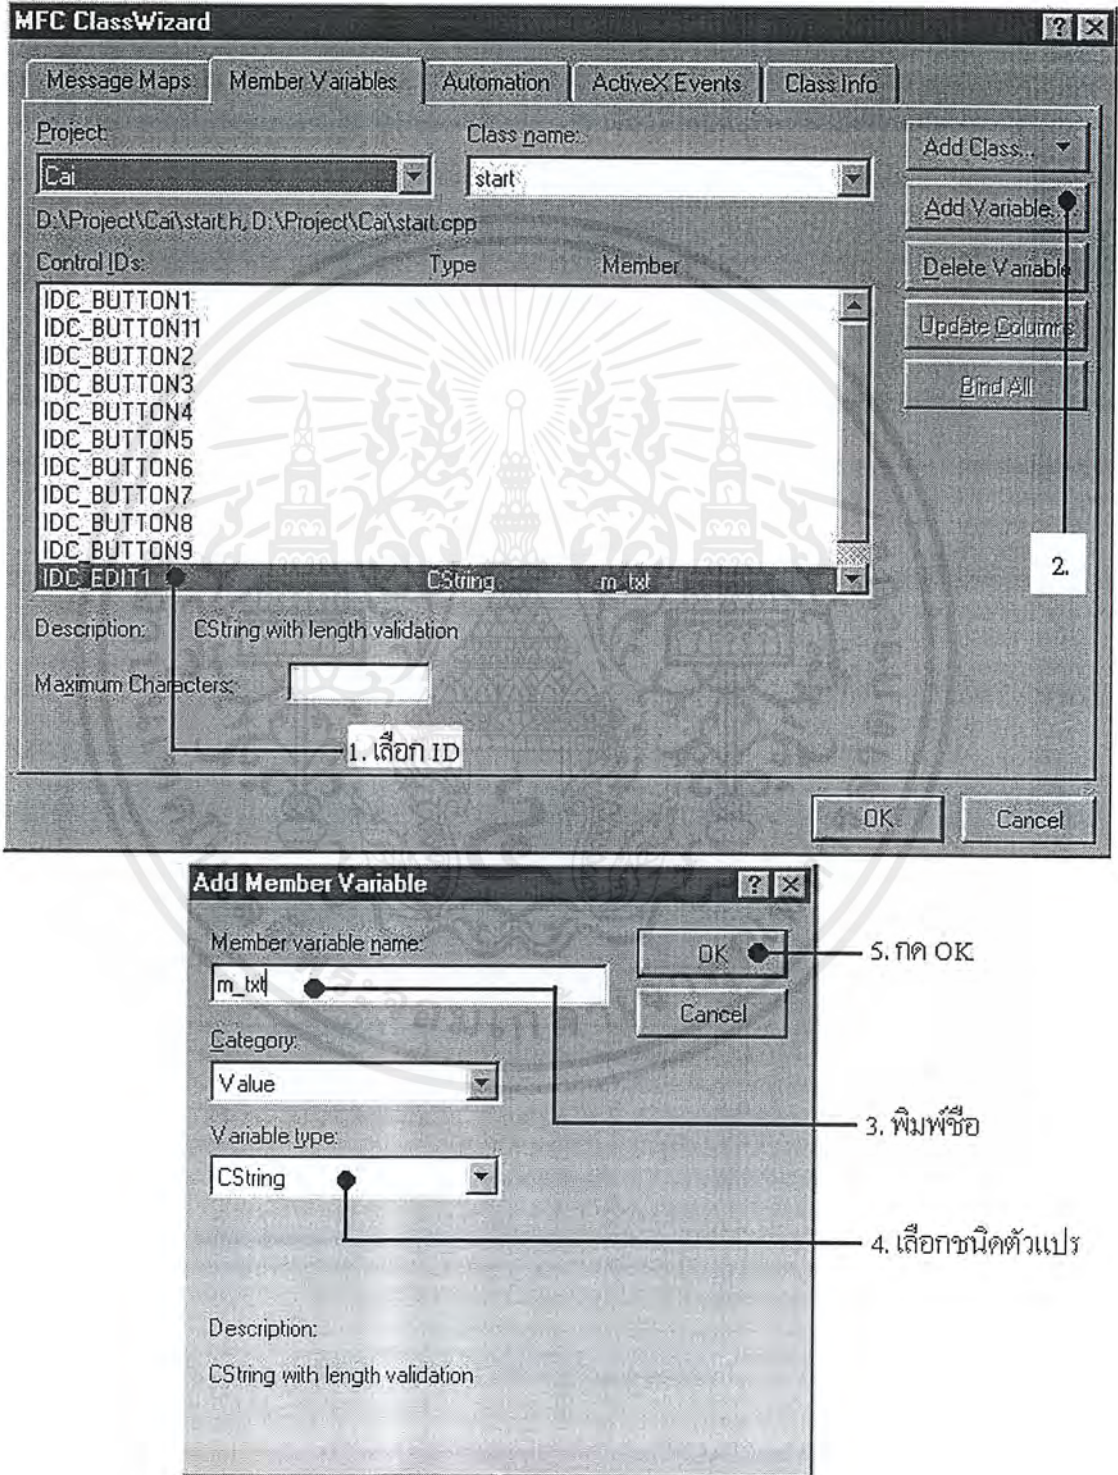 MFC ClassWizard
Message Maps Member Variables Automation ActiveX Events Class Info
Project: Class name:
Cai start
Add Class...
D:\Project\Cai\start.h, D:\Project\Cai\start.cpp
Add Variable...
Control IDs: Type Member
Delete Variable
IDC_BUTTON1
IDC_BUTTON11
Update Columns
IDC_BUTTON2
IDC_BUTTON3
Bind All
IDC_BUTTON4
IDC_BUTTON5
IDC_BUTTON6
IDC_BUTTON7
IDC_BUTTON8
IDC_BUTTON9
2.
IDC_EDIT1 CString m_txt
Description: CString with length validation
Maximum Characters:
1. เลือก ID
OK Cancel
Add Member Variable
Member variable name:
OK
5. กด OK
m_txt
Cancel
Category:
Value
3. พิมพ์ชื่อ
Variable type:
CString
4. เลือกชนิดตัวแปร
Description:
CString with length validation